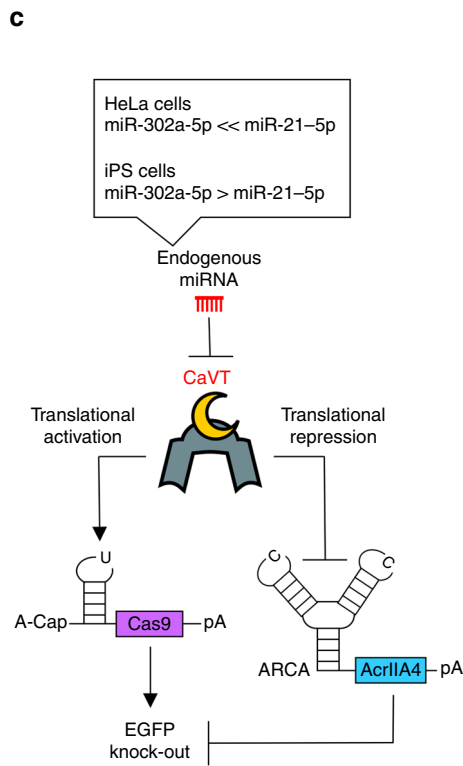 c
HeLa cells
miR-302a-5p << miR-21–5p
iPS cells
miR-302a-5p > miR-21–5p
Endogenous
miRNA
CaVT
Translational
activation
Translational
repression
U
C
C
A-Cap
Cas9
pA
ARCA
AcrIIA4
pA
EGFP
knock-out